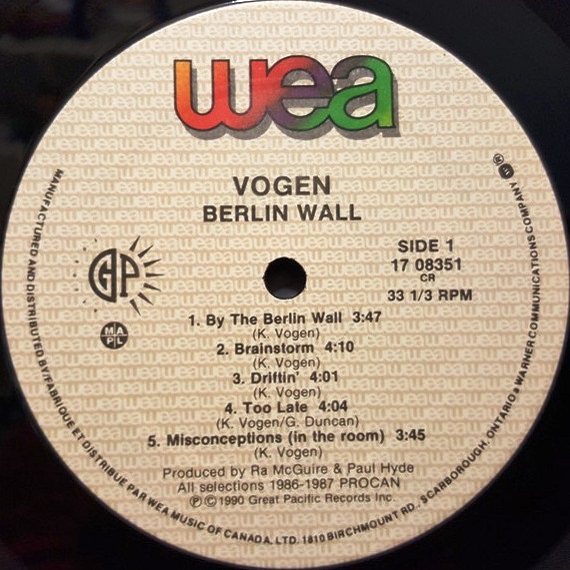 wea
VOGEN
BERLIN WALL
SIDE 1
17 08351
CR
33 1/3 RPM
GP
MAPL
1. By The Berlin Wall 3:47
(K. Vogen)
2. Brainstorm 4:10
(K. Vogen)
3. Driftin' 4:01
(K. Vogen)
4. Too Late 4:04
(K. Vogen/G. Duncan)
5. Misconceptions (in the room) 3:45
(K. Vogen)
Produced by Ra McGuire & Paul Hyde
All selections 1986-1987 PROCAN
℗ © 1990 Great Pacific Records Inc.
MANUFACTURED AND DISTRIBUTED BY/FABRIQUE ET DISTRIBUE PAR WEA MUSIC OF CANADA, LTD. 1810 BIRCHMOUNT RD., SCARBOROUGH, ONTARIO a WARNER COMMUNICATIONS COMPANY